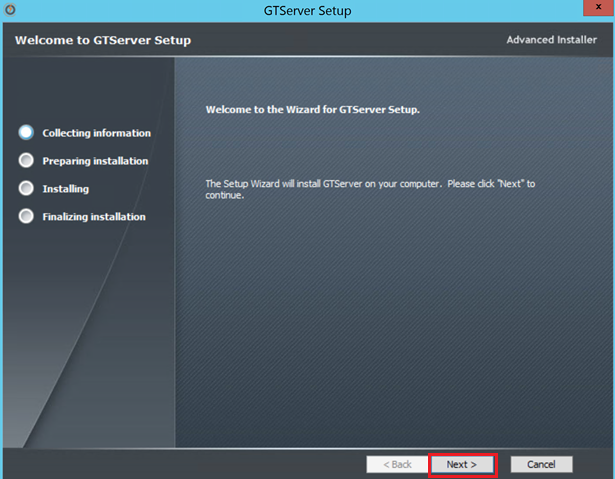 GTServer Setup
x
Welcome to GTServer Setup
Advanced Installer
Collecting information
Preparing installation
Installing
Finalizing installation
Welcome to the Wizard for GTServer Setup.
The Setup Wizard will install GTServer on your computer. Please click "Next" to
continue.
< Back
Next >
Cancel